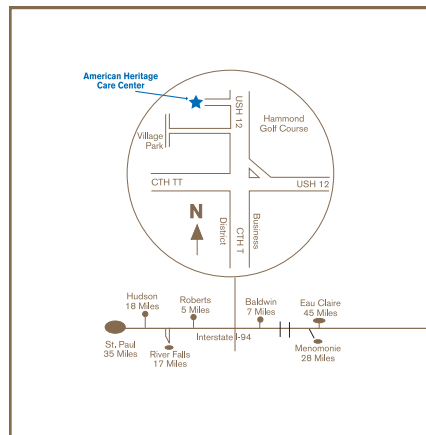 American Heritage
Care Center
USH 12
Hammond
Golf Course
Village
Park
CTH TT
USH 12
N
District
CTH T
Business
Hudson
18 Miles
Roberts
5 Miles
Baldwin
7 Miles
Eau Claire
45 Miles
St. Paul
35 Miles
River Falls
17 Miles
Interstate I-94
Menomonie
28 Miles